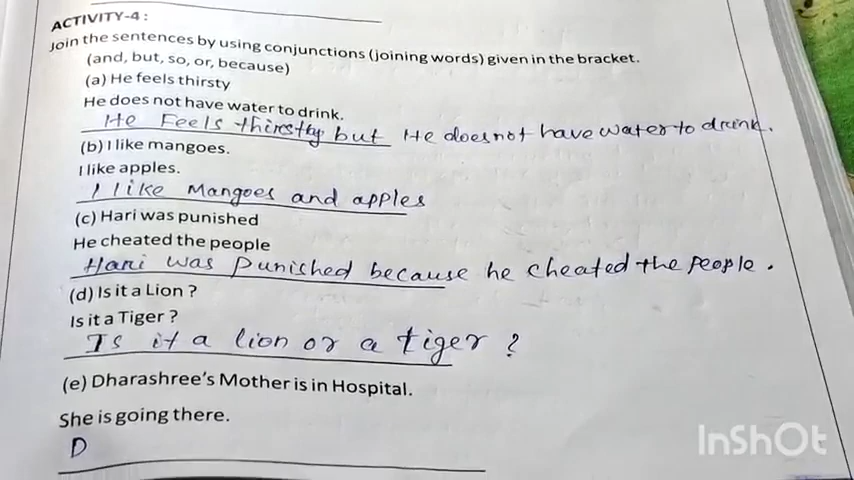 ACTIVITY-4:
Join the sentences by using conjunctions (joining words) given in the bracket.
(and, but, so, or, because)
(a) He feels thirsty
He does not have water to drink.
He Feels thirsty but He does not have water to drink.
(b) I like mangoes.
I like apples.
I like Mangoes and apples
(c) Hari was punished
He cheated the people
Hari was punished because he cheated the people.
(d) Is it a Lion ?
Is it a Tiger ?
Is it a lion or a tiger ?
(e) Dharashree's Mother is in Hospital.
She is going there.
D
InShOt